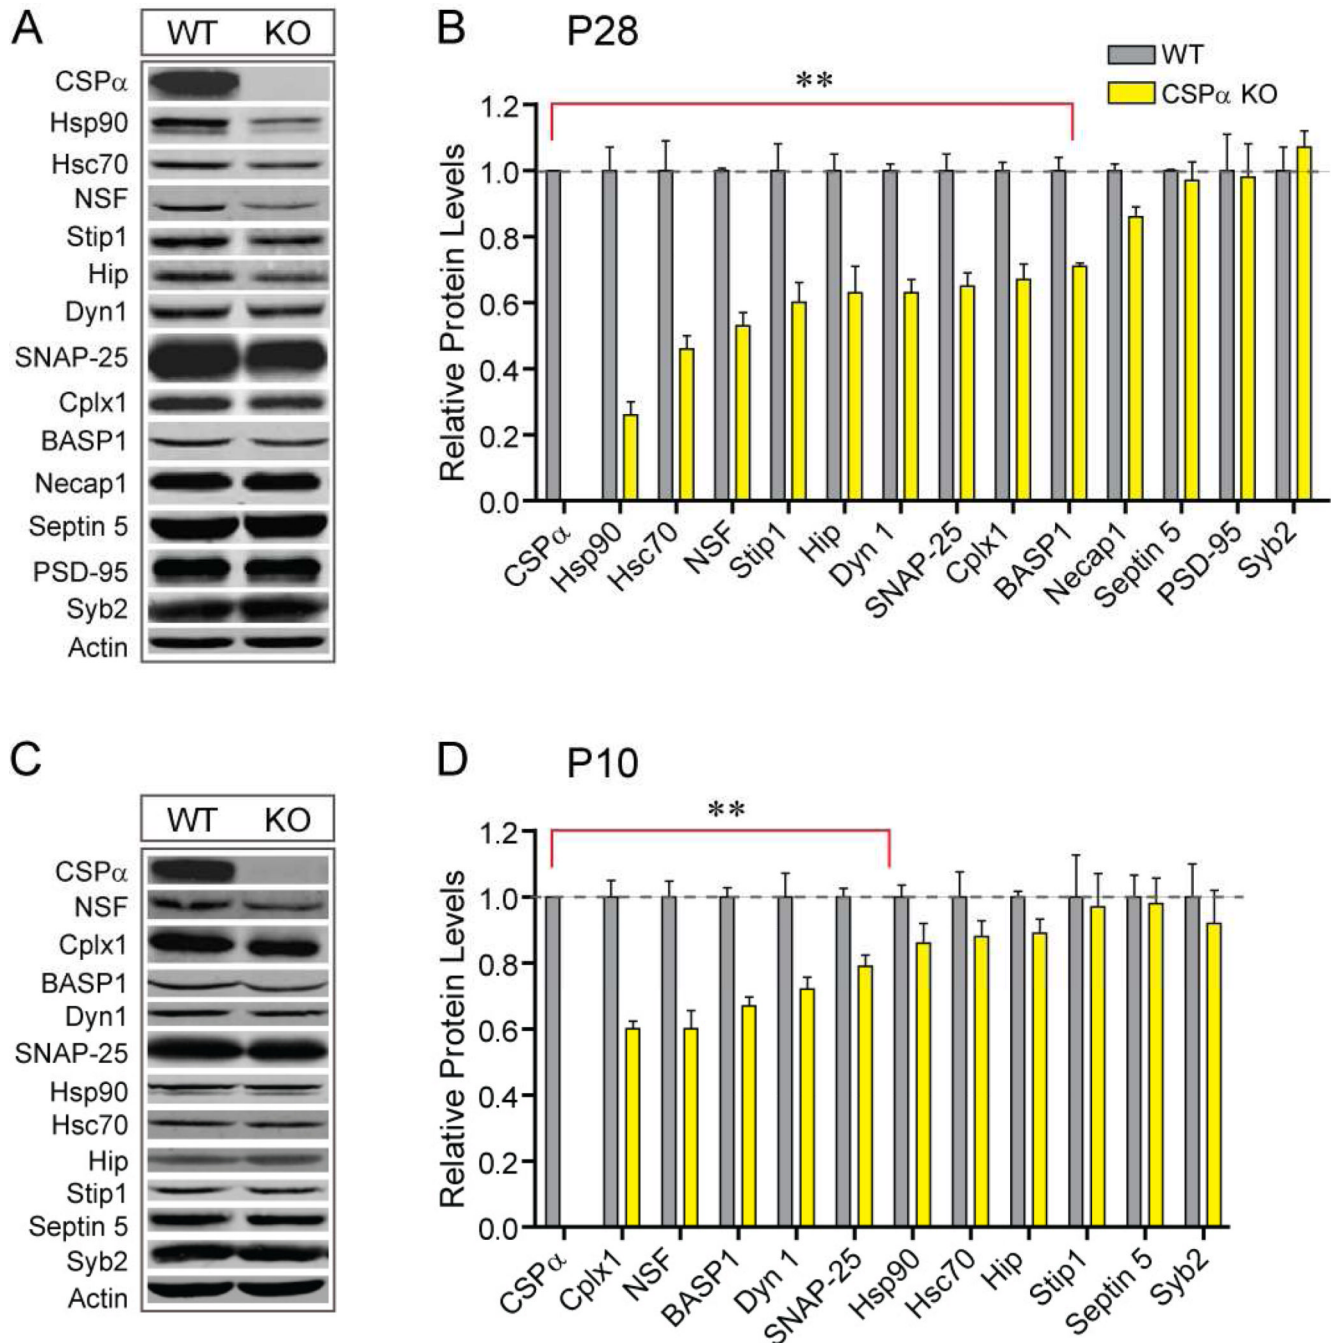 A
WT KO
CSPα
Hsp90
Hsc70
NSF
Stip1
Hip
Dyn1
SNAP-25
Cplx1
BASP1
Necap1
Septin 5
PSD-95
Syb2
Actin
B P28
WT
CSPα KO
**
Relative Protein Levels
1.2
1.0
0.8
0.6
0.4
0.2
0.0
CSPα
Hsp90
Hsc70
NSF
Stip1
Hip
Dyn 1
SNAP-25
Cplx1
BASP1
Necap1
Septin 5
PSD-95
Syb2
C
WT KO
CSPα
NSF
Cplx1
BASP1
Dyn1
SNAP-25
Hsp90
Hsc70
Hip
Stip1
Septin 5
Syb2
Actin
D P10
**
Relative Protein Levels
1.2
1.0
0.8
0.6
0.4
0.2
0.0
CSPα
Cplx1
NSF
BASP1
Dyn 1
SNAP-25
Hsp90
Hsc70
Hip
Stip1
Septin 5
Syb2